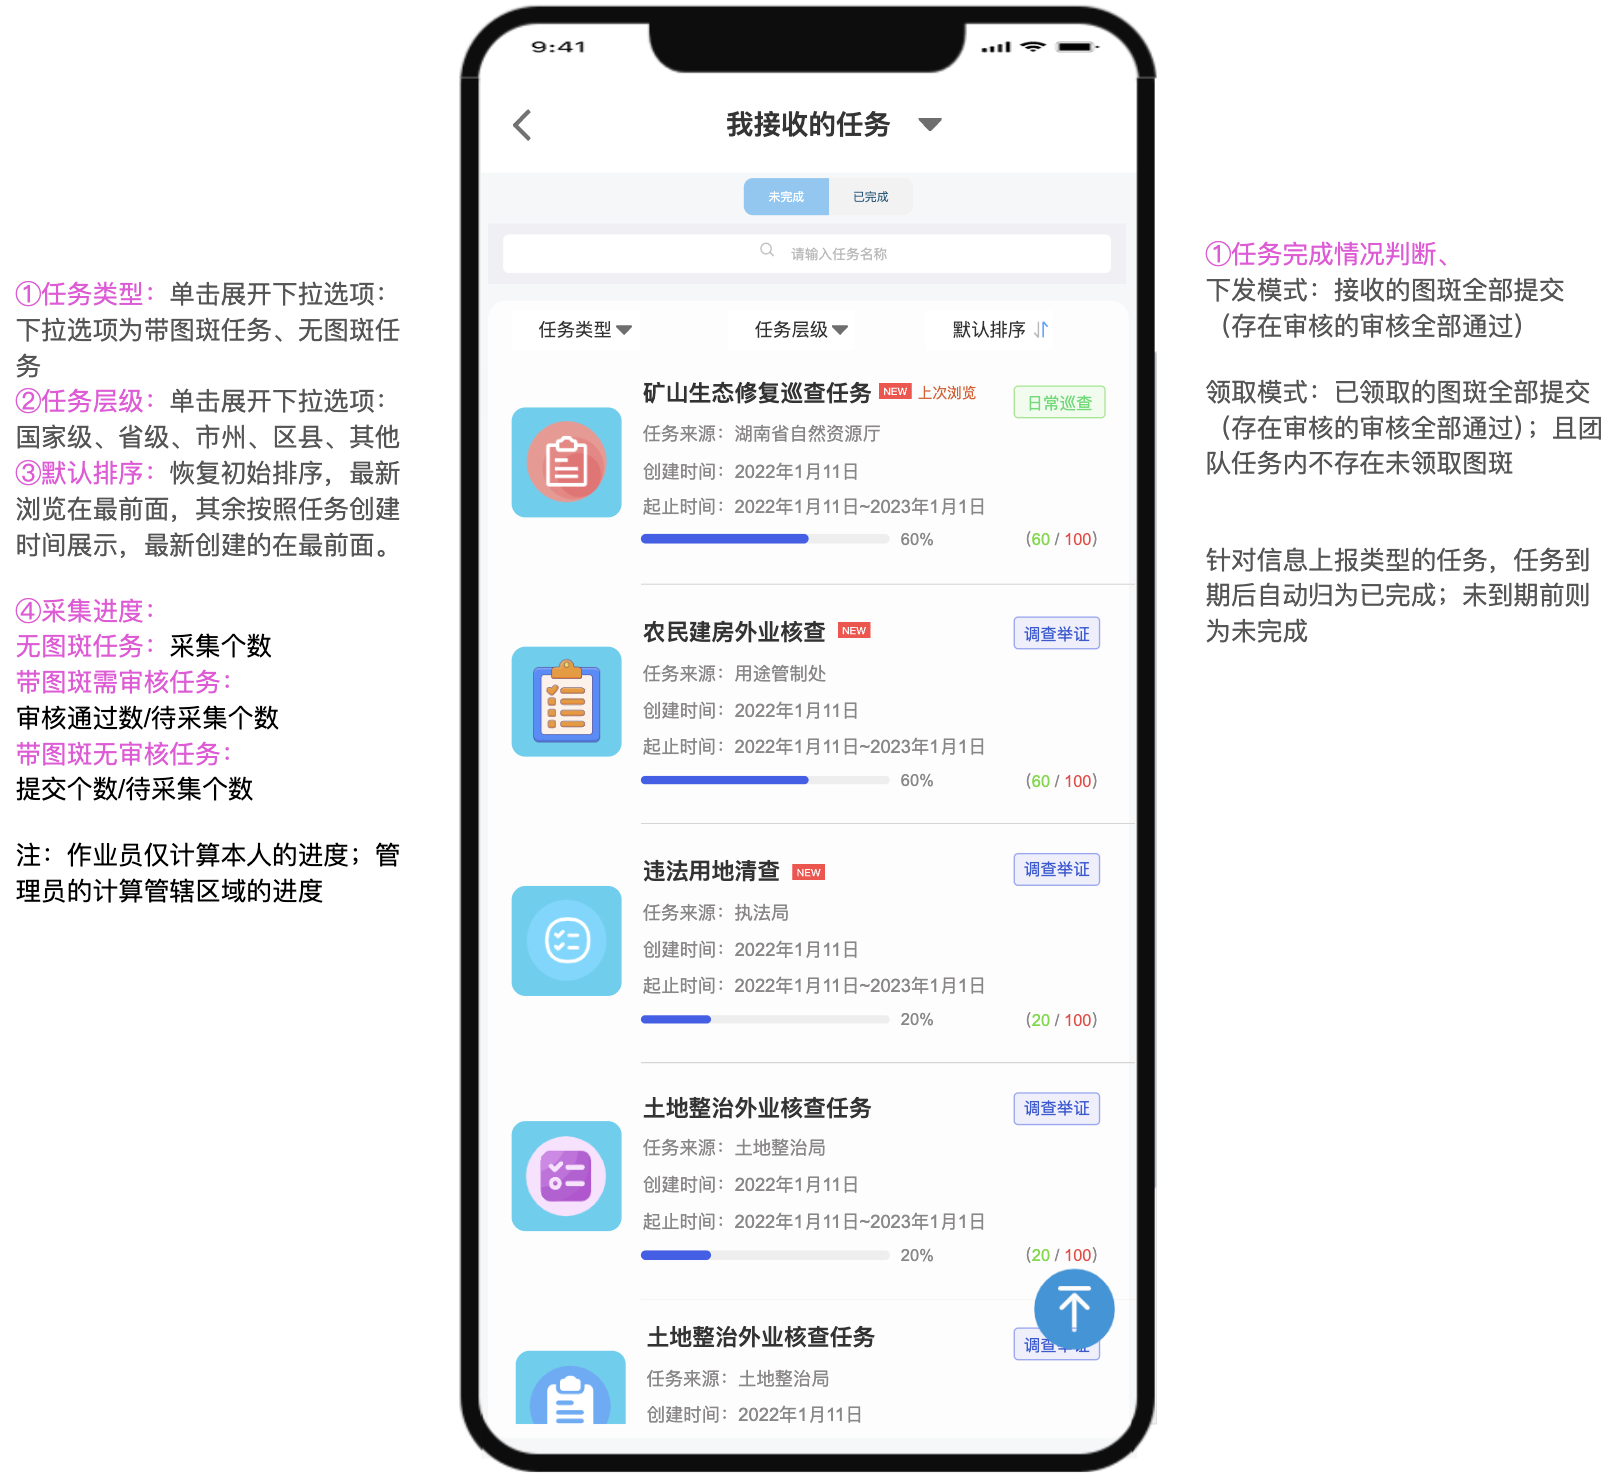 ①任务类型：单击展开下拉选项：
下拉选项为带图斑任务、无图斑任
务
②任务层级：单击展开下拉选项：
国家级、省级、市州、区县、其他
③默认排序：恢复初始排序，最新
浏览在最前面，其余按照任务创建
时间展示，最新创建的在最前面。
④采集进度：
无图斑任务：采集个数
带图斑需审核任务：
审核通过数/待采集个数
带图斑无审核任务：
提交个数/待采集个数
注：作业员仅计算本人的进度；管
理员的计算管辖区域的进度
9:41
我接收的任务
未完成 已完成
请输入任务名称
任务类型 任务层级 默认排序
矿山生态修复巡查任务 NEW 上次浏览 日常巡查
任务来源：湖南省自然资源厅
创建时间：2022年1月11日
起止时间：2022年1月11日~2023年1月1日
60% (60 / 100)
农民建房外业核查 NEW 调查举证
任务来源：用途管制处
创建时间：2022年1月11日
起止时间：2022年1月11日~2023年1月1日
60% (60 / 100)
违法用地清查 NEW 调查举证
任务来源：执法局
创建时间：2022年1月11日
起止时间：2022年1月11日~2023年1月1日
20% (20 / 100)
土地整治外业核查任务 调查举证
任务来源：土地整治局
创建时间：2022年1月11日
起止时间：2022年1月11日~2023年1月1日
20% (20 / 100)
土地整治外业核查任务 调查举证
任务来源：土地整治局
创建时间：2022年1月11日
①任务完成情况判断、
下发模式：接收的图斑全部提交
（存在审核的审核全部通过）
领取模式：已领取的图斑全部提交
（存在审核的审核全部通过）；且团
队任务内不存在未领取图斑
针对信息上报类型的任务，任务到
期后自动归为已完成；未到期前则
为未完成